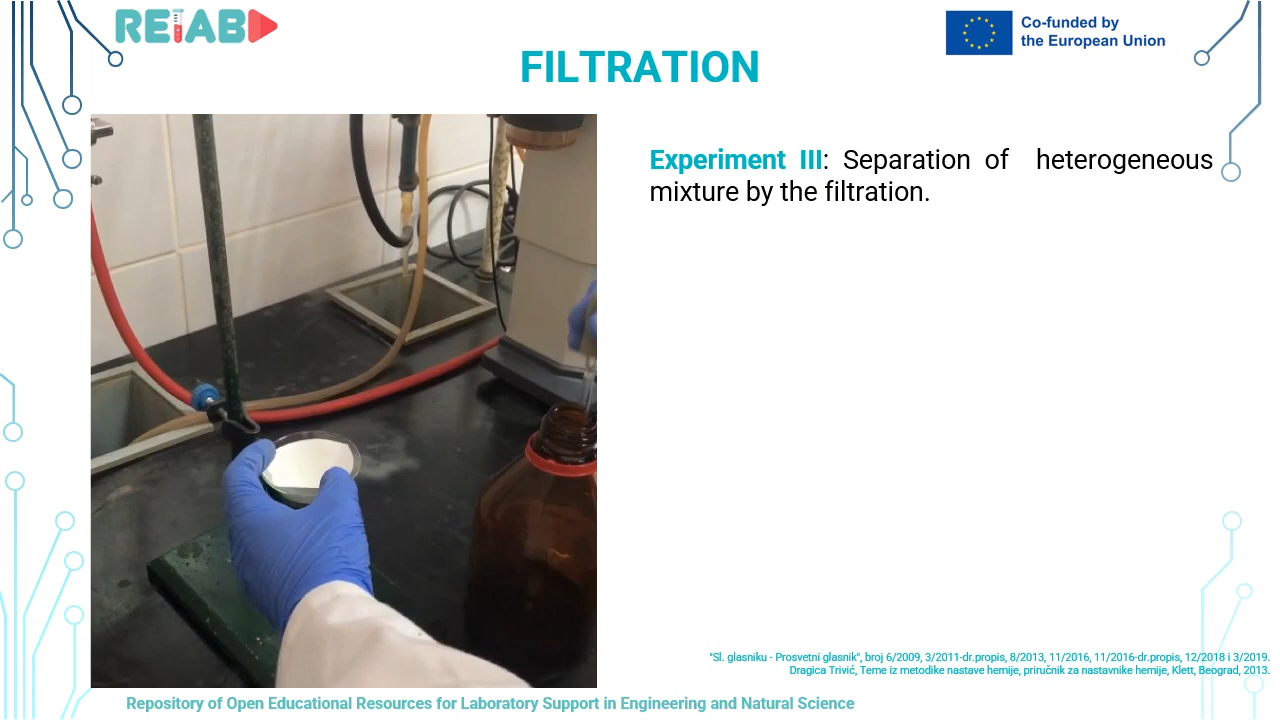 RELAB
Co-funded by
the European Union
FILTRATION
Experiment III: Separation of heterogeneous
mixture by the filtration.
"Sl. glasniku - Prosvetni glasnik", broj 6/2009, 3/2011-dr.propis, 8/2013, 11/2016, 11/2016-dr.propis, 12/2018 i 3/2019.
Dragica Trivić, Teme iz metodike nastave hemije, priručnik za nastavnike hemije, Klett, Beograd, 2013.
Repository of Open Educational Resources for Laboratory Support in Engineering and Natural Science